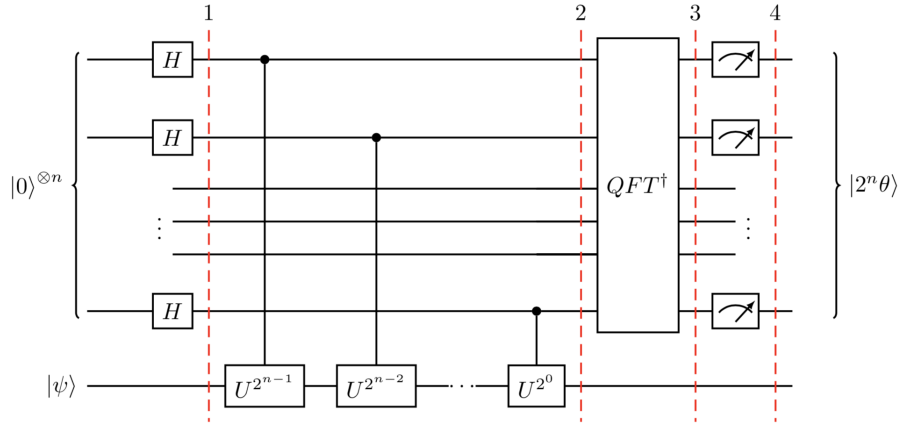 1 2 3 4
H
H
|0⟩^{⊗n} QFT† |2^nθ⟩
⋮ ⋮
H
|ψ⟩ U^{2^{n-1}} U^{2^{n-2}} ··· U^{2^0}